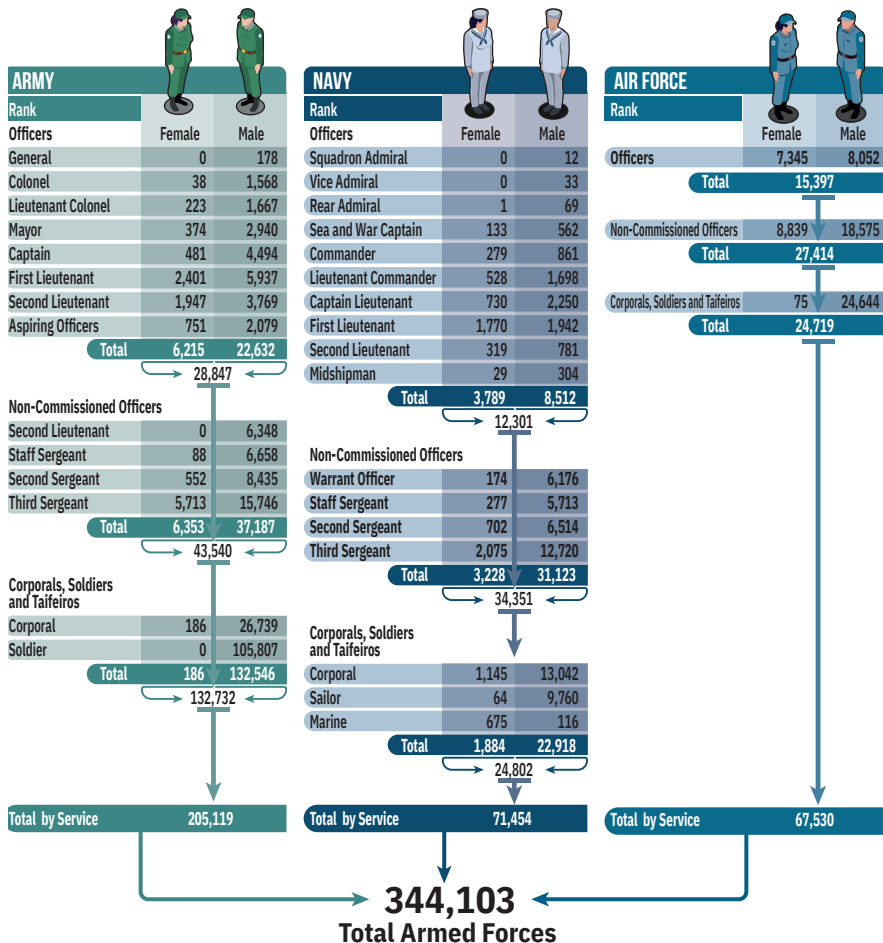 ARMY
Rank
Officers Female Male
General 0 178
Colonel 38 1,568
Lieutenant Colonel 223 1,667
Mayor 374 2,940
Captain 481 4,494
First Lieutenant 2,401 5,937
Second Lieutenant 1,947 3,769
Aspiring Officers 751 2,079
Total 6,215 22,632
28,847
Non-Commissioned Officers
Second Lieutenant 0 6,348
Staff Sergeant 88 6,658
Second Sergeant 552 8,435
Third Sergeant 5,713 15,746
Total 6,353 37,187
43,540
Corporals, Soldiers
and Taifeiros
Corporal 186 26,739
Soldier 0 105,807
Total 186 132,546
132,732
Total by Service 205,119
NAVY
Rank
Officers Female Male
Squadron Admiral 0 12
Vice Admiral 0 33
Rear Admiral 1 69
Sea and War Captain 133 562
Commander 279 861
Lieutenant Commander 528 1,698
Captain Lieutenant 730 2,250
First Lieutenant 1,770 1,942
Second Lieutenant 319 781
Midshipman 29 304
Total 3,789 8,512
12,301
Non-Commissioned Officers
Warrant Officer 174 6,176
Staff Sergeant 277 5,713
Second Sergeant 702 6,514
Third Sergeant 2,075 12,720
Total 3,228 31,123
34,351
Corporals, Soldiers
and Taifeiros
Corporal 1,145 13,042
Sailor 64 9,760
Marine 675 116
Total 1,884 22,918
24,802
Total by Service 71,454
AIR FORCE
Rank
Female Male
Officers 7,345 8,052
Total 15,397
Non-Commissioned Officers 8,839 18,575
Total 27,414
Corporals, Soldiers and Taifeiros 75 24,644
Total 24,719
Total by Service 67,530
344,103
Total Armed Forces